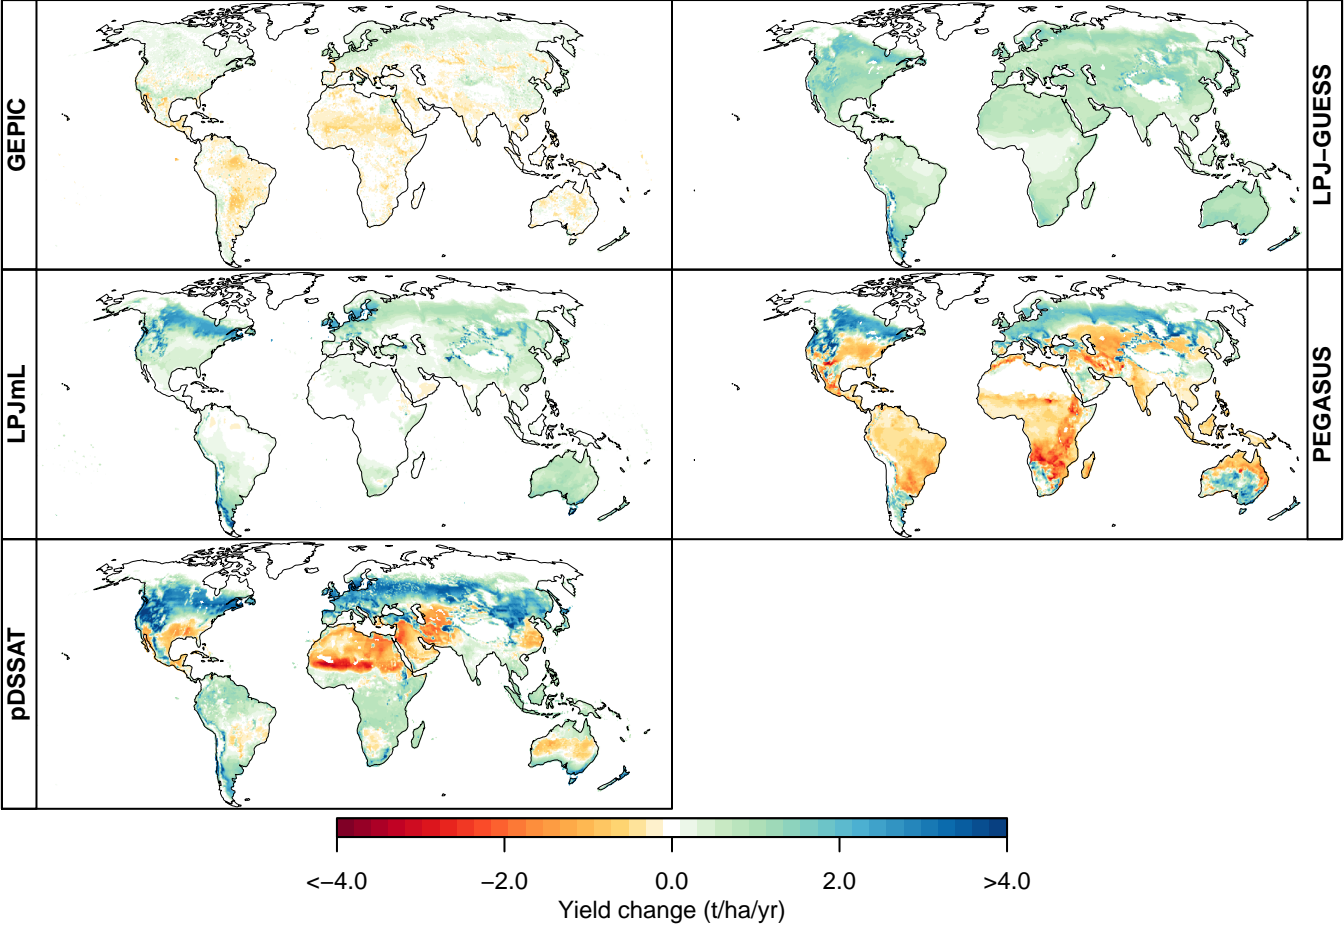 GEPIC
LPJ−GUESS
LPJmL
PEGASUS
pDSSAT
<−4.0
−2.0
0.0
2.0
>4.0
Yield change (t/ha/yr)